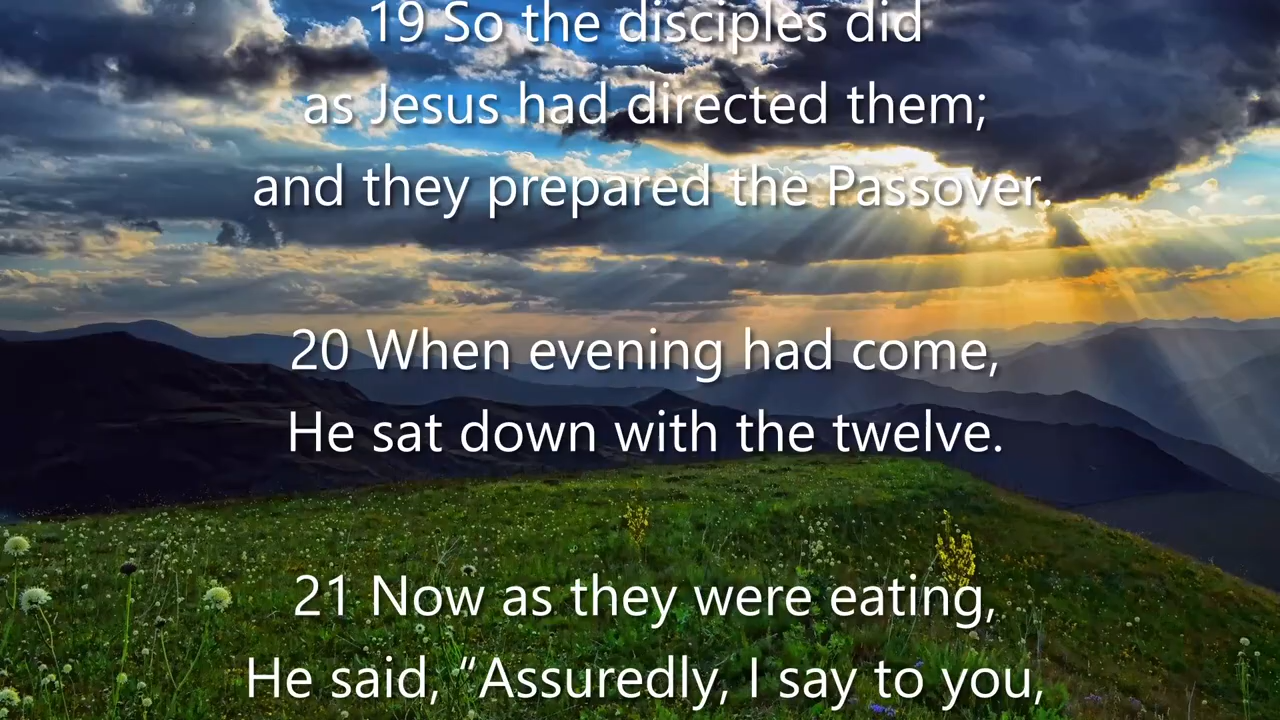 19 So the disciples did
as Jesus had directed them;
and they prepared the Passover.
20 When evening had come,
He sat down with the twelve.
21 Now as they were eating,
He said, “Assuredly, I say to you,